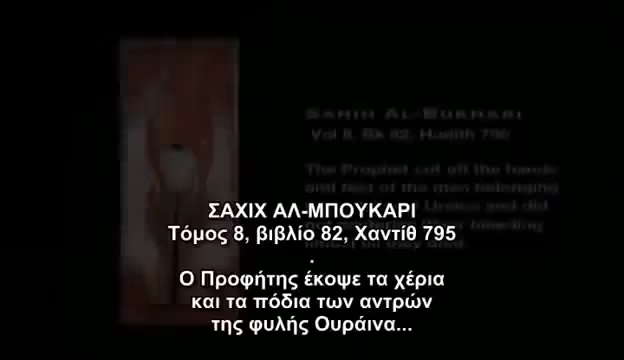 SAHIH AL-BUKHARI
Vol 8, Bk 82, Hadith 795
The Prophet cut off the hands
and feet of the men belonging
ΣΑΧΙΧ ΑΛ-ΜΠΟΥΚΑΡΙ
Τόμος 8, βιβλίο 82, Χαντίθ 795
.
Ο Προφήτης έκοψε τα χέρια
και τα πόδια των αντρών
της φυλής Ουράινα...